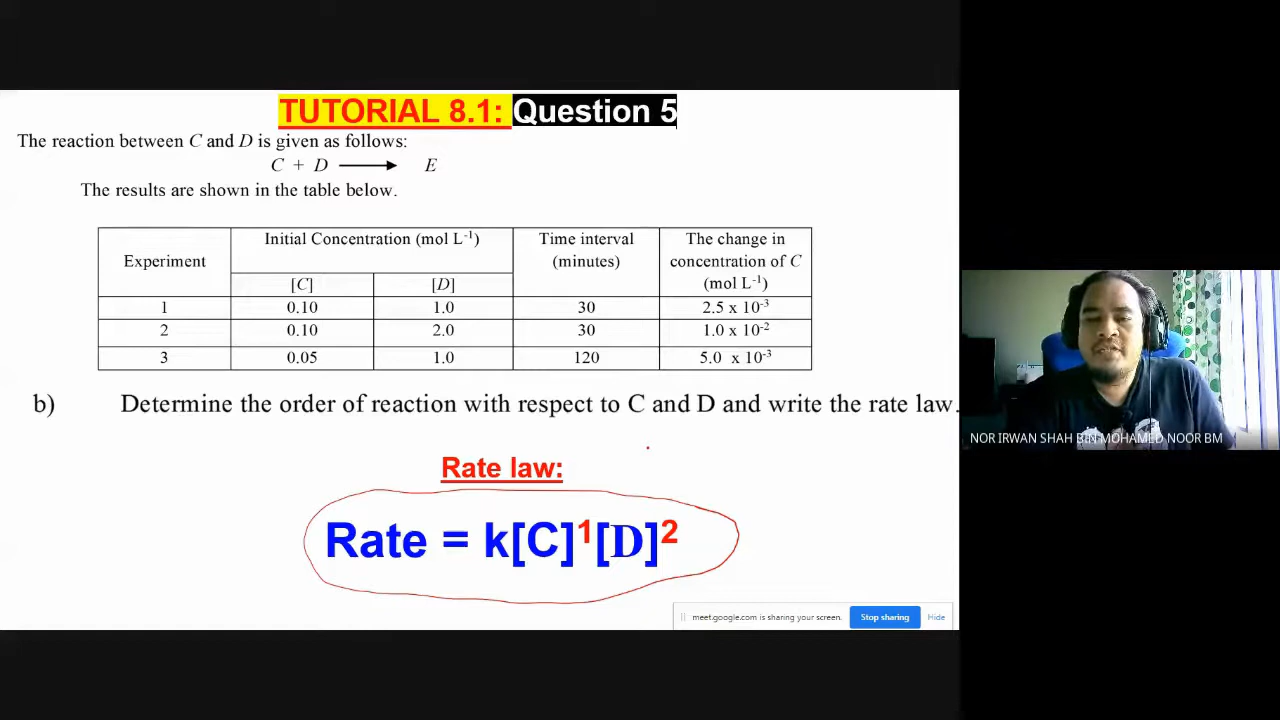 TUTORIAL 8.1: Question 5
The reaction between C and D is given as follows:
C + D ⟶ E
The results are shown in the table below.
Experiment
Initial Concentration (mol L⁻¹)
Time interval
(minutes)
The change in
concentration of C
(mol L⁻¹)
[C] [D]
1 0.10 1.0 30 2.5 x 10⁻³
2 0.10 2.0 30 1.0 x 10⁻²
3 0.05 1.0 120 5.0 x 10⁻³
b) Determine the order of reaction with respect to C and D and write the rate law.
Rate law:
Rate = k[C]¹[D]²
meet.google.com is sharing your screen. Stop sharing Hide
NOR IRWAN SHAH BIN MOHAMED NOOR BM